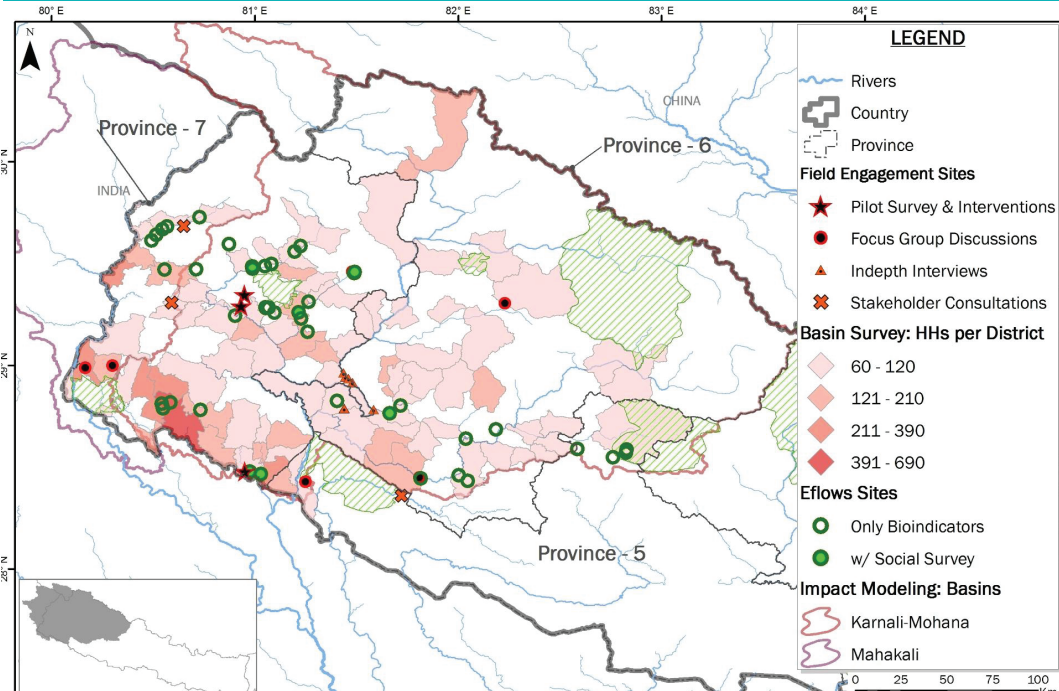 80° E 81° E 82° E 83° E 84° E
N
Province - 7
INDIA
CHINA
Province - 6
30° N
29° N
28° N
Province - 5
LEGEND
Rivers
Country
Province
Field Engagement Sites
Pilot Survey & Interventions
Focus Group Discussions
Indepth Interviews
Stakeholder Consultations
Basin Survey: HHs per District
60 - 120
121 - 210
211 - 390
391 - 690
Eflows Sites
Only Bioindicators
w/ Social Survey
Impact Modeling: Basins
Karnali-Mohana
Mahakali
0 25 50 75 100
Km